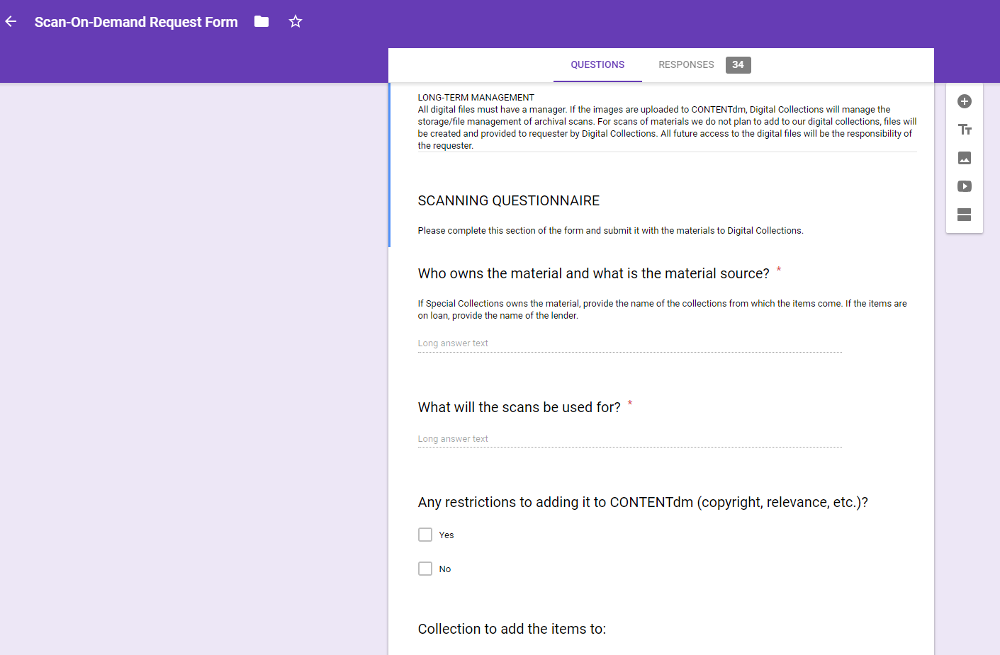 Scan-On-Demand Request Form
QUESTIONS
RESPONSES 34
LONG-TERM MANAGEMENT
All digital files must have a manager. If the images are uploaded to CONTENTdm, Digital Collections will manage the
storage/file management of archival scans. For scans of materials we do not plan to add to our digital collections, files will
be created and provided to requester by Digital Collections. All future access to the digital files will be the responsibility of
the requester.
SCANNING QUESTIONNAIRE
Please complete this section of the form and submit it with the materials to Digital Collections.
Who owns the material and what is the material source? *
If Special Collections owns the material, provide the name of the collections from which the items come. If the items are
on loan, provide the name of the lender.
Long answer text
What will the scans be used for? *
Long answer text
Any restrictions to adding it to CONTENTdm (copyright, relevance, etc.)?
Yes
No
Collection to add the items to:
Tт